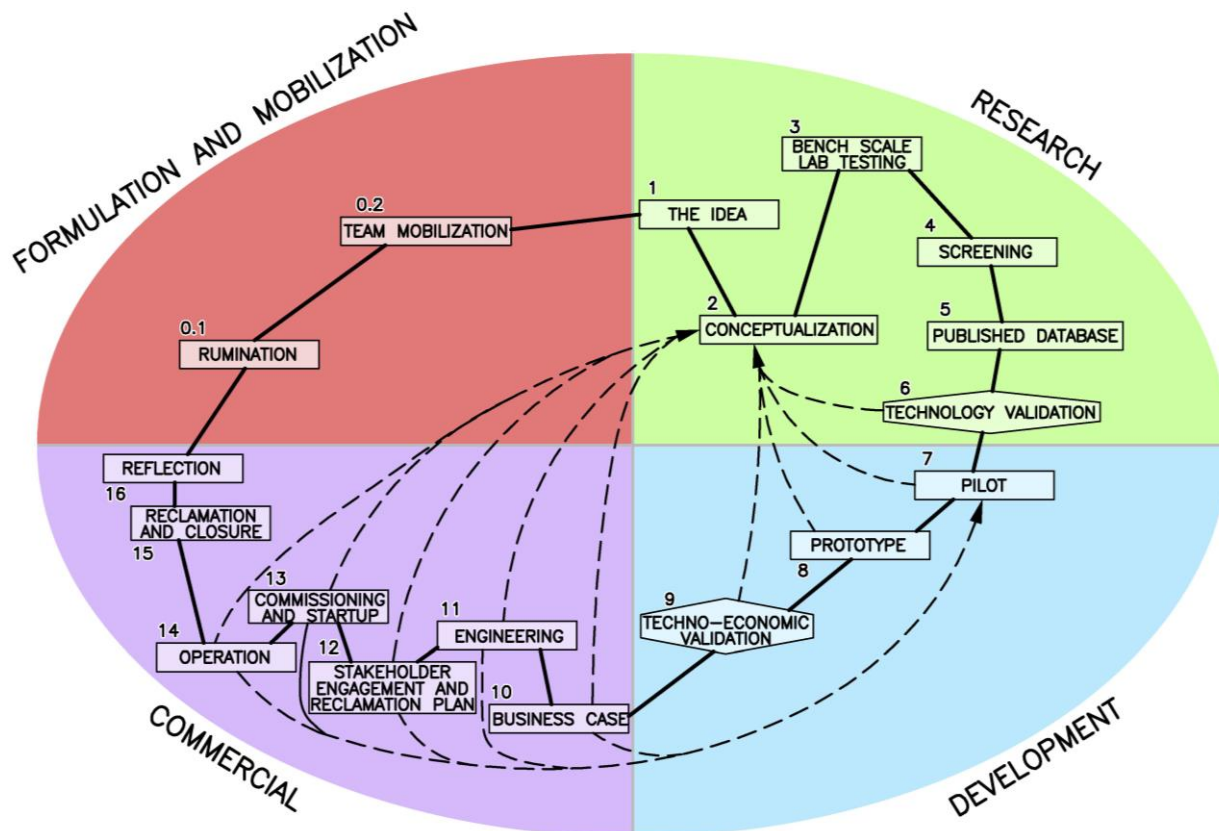 FORMULATION AND MOBILIZATION
RESEARCH
0.2
TEAM MOBILIZATION
0.1
RUMINATION
1
THE IDEA
2
CONCEPTUALIZATION
3
BENCH SCALE
LAB TESTING
4
SCREENING
5
PUBLISHED DATABASE
6
TECHNOLOGY VALIDATION
7
PILOT
PROTOTYPE
8
9
TECHNO-ECONOMIC
VALIDATION
10
BUSINESS CASE
11
ENGINEERING
12
STAKEHOLDER
ENGAGEMENT AND
RECLAMATION PLAN
13
COMMISSIONING
AND STARTUP
14
OPERATION
RECLAMATION
AND CLOSURE
15
REFLECTION
16
COMMERCIAL
DEVELOPMENT